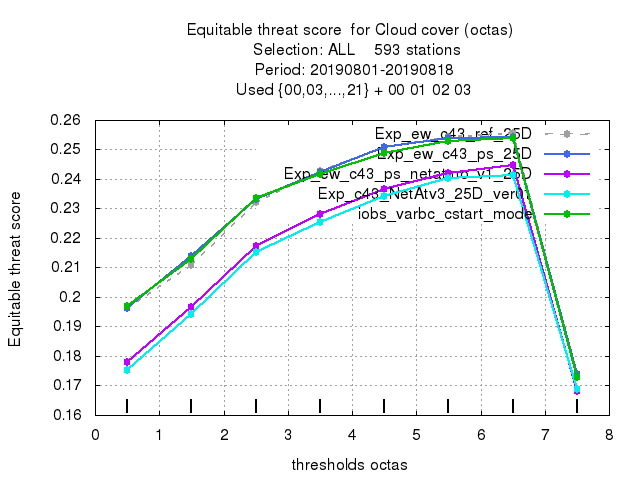 Equitable threat score  for Cloud cover (octas)
Selection: ALL    593 stations
Period: 20190801-20190818
Used {00,03,...,21} + 00 01 02 03
Equitable threat score
0.26
0.25
0.24
0.23
0.22
0.21
0.2
0.19
0.18
0.17
0.16
Exp_ew_c43_ref_25D
Exp_ew_c43_ps_25D
Exp_ew_c43_ps_netatmo_v1_25D
Exp_c43_NetAtv3_25D_veru
iobs_varbc_cstart_mode
0 1 2 3 4 5 6 7 8
thresholds octas